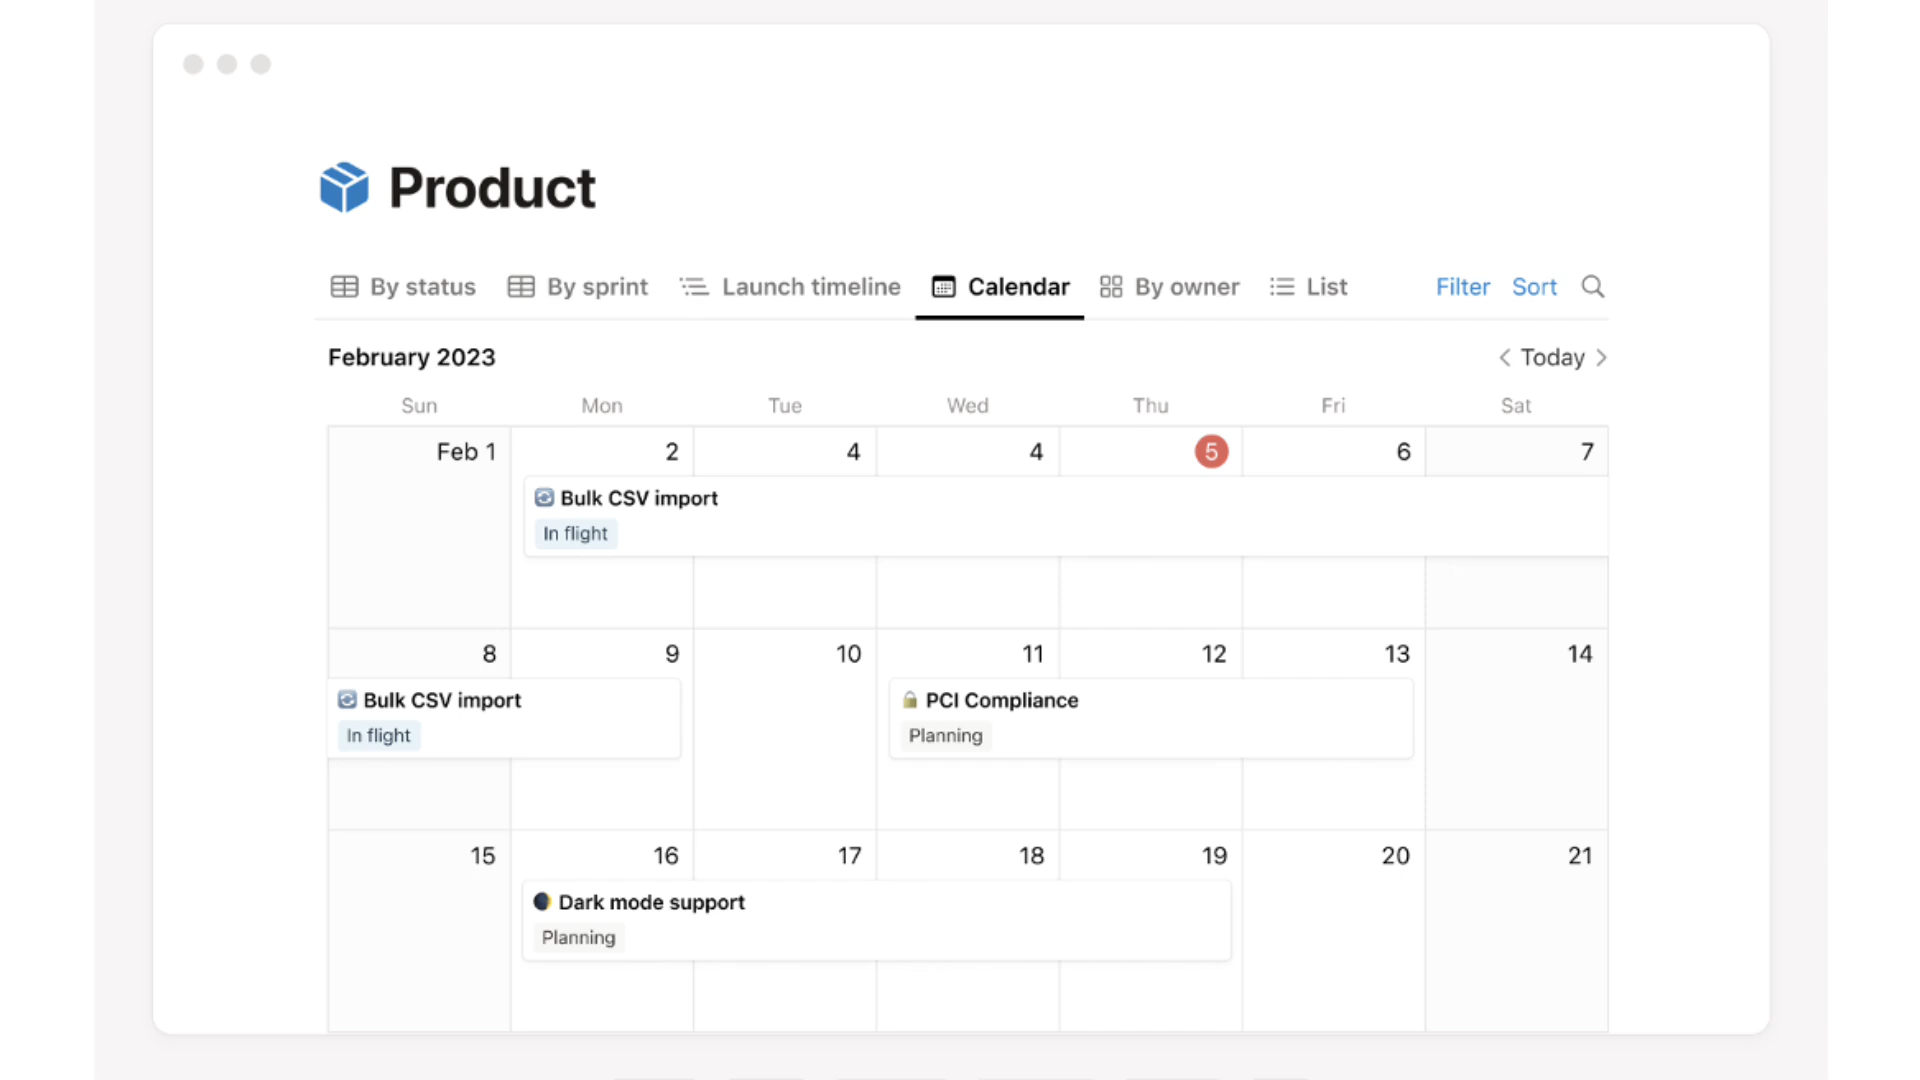 Product
By status By sprint Launch timeline Calendar By owner List Filter Sort
February 2023 Today
Sun Mon Tue Wed Thu Fri Sat
Feb 1 2 4 4 5 6 7
Bulk CSV import
In flight
8 9 10 11 12 13 14
Bulk CSV import PCI Compliance
In flight Planning
15 16 17 18 19 20 21
Dark mode support
Planning